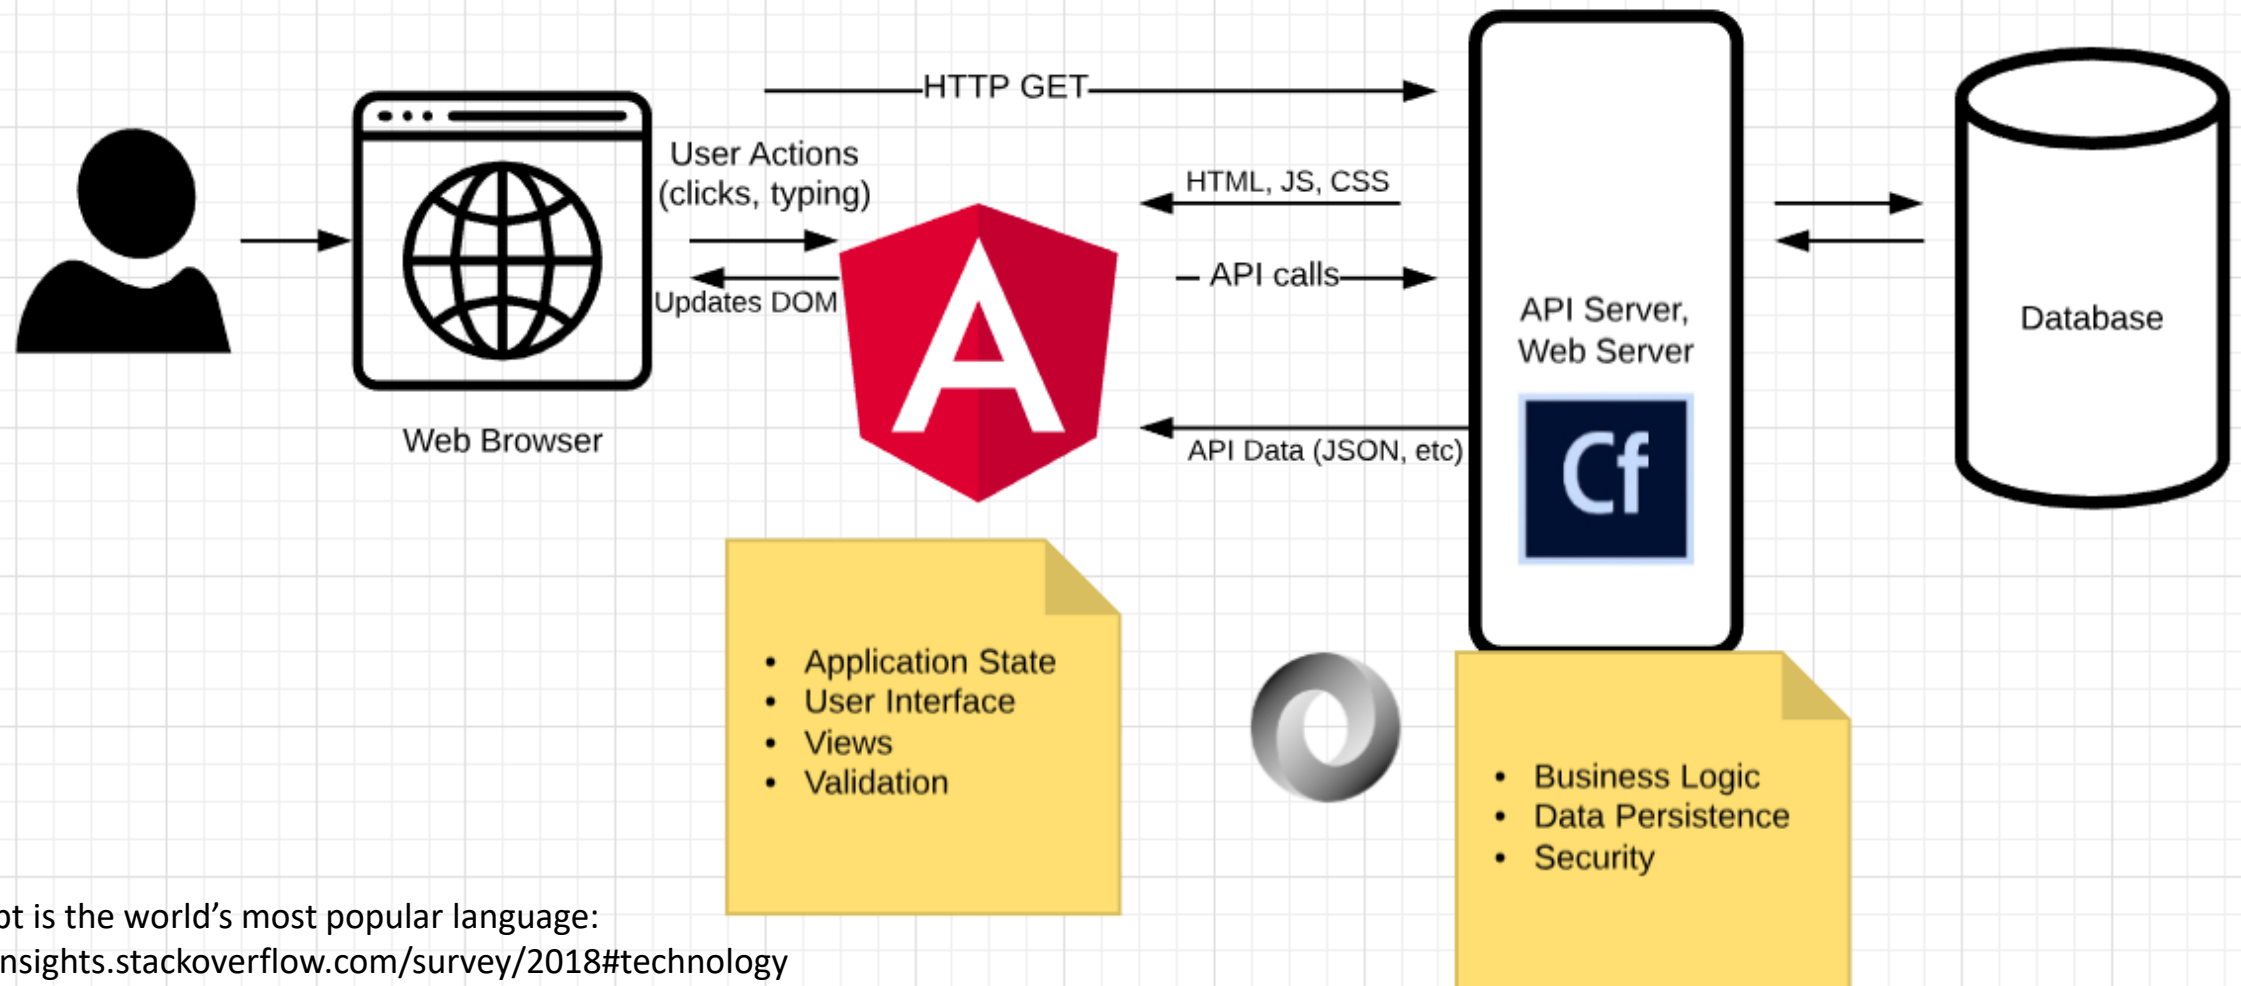 HTTP GET
User Actions
(clicks, typing)
HTML, JS, CSS
API calls
Updates DOM
API Server,
Web Server
Database
Web Browser
API Data (JSON, etc)
Cf
• Application State
• User Interface
• Views
• Validation
• Business Logic
• Data Persistence
• Security
is the world’s most popular language:
nsights.stackoverflow.com/survey/2018#technology